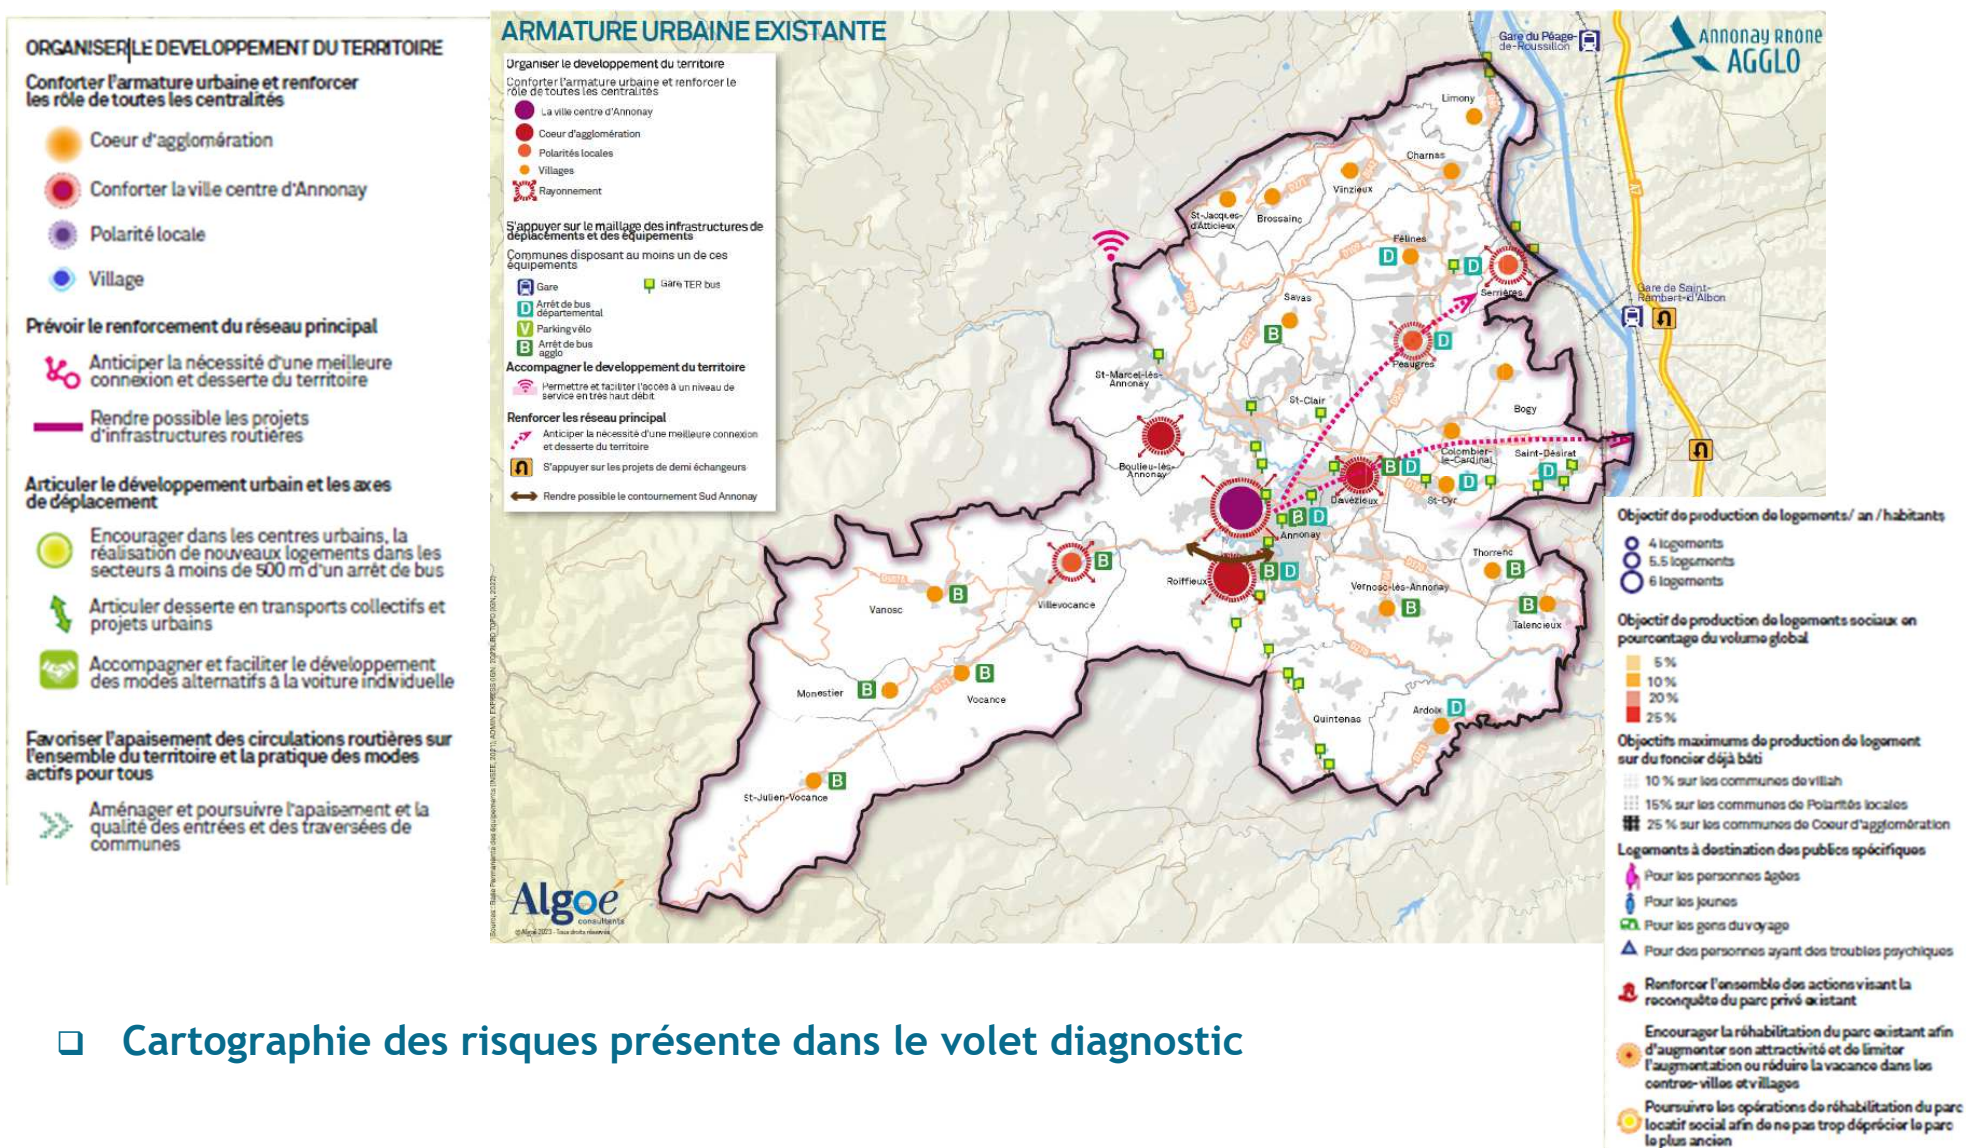 ORGANISER LE DEVELOPPEMENT DU TERRITOIRE
Conforter l'armature urbaine et renforcer
les rôle de toutes les centralités
Coeur d'agglomération
Conforter la ville centre d'Annonay
Polarité locale
Village
Prévoir le renforcement du réseau principal
Anticiper la nécessité d'une meilleure
connexion et desserte du territoire
Rendre possible les projets
d'infrastructures routières
Articuler le développement urbain et les axes
de déplacement
Encourager dans les centres urbains, la
réalisation de nouveaux logements dans les
secteurs à moins de 500 m d'un arrêt de bus
Articuler desserte en transports collectifs et
projets urbains
Accompagner et faciliter le développement
des modes alternatifs à la voiture individuelle
Favoriser l'apaisement des circulations routières sur
l'ensemble du territoire et la pratique des modes
actifs pour tous
Aménager et poursuivre l'apaisement et la
qualité des entrées et des traversées de
communes
ARMATURE URBAINE EXISTANTE
Organiser le developpement du territoire
Conforter l'armature urbaine et renforcer le
rôle de toutes les centralités
La ville centre d'Annonay
Coeur d'agglomération
Polarités locales
Villages
Rayonnement
S'appuyer sur le maillage des infrastructures de
déplacements et des équipements
Communes disposant au moins un de ces
équipements
Gare
Gare TER bus
D Arrêt de bus
départemental
V Parking vélo
B Arrêt de bus
agglo
Accompagner le developpement du territoire
Permettre et faciliter l'accès à un niveau de
service en très haut débit
Renforcer les réseau principal
Anticiper la nécessité d'une meilleure connexion
et desserte du territoire
S'appuyer sur les projets de demi échangeurs
Rendre possible le contournement Sud Annonay
Annonay Rhône
AGGLO
Gare du Péage-
de-Roussillon
Limony
Charnas
Vinzieux
St-Jacques-
d'Atticieux
Brossainc
Félines
D
D
Serrières
A7
Gare de Saint-
Rambert-d'Albon
Savas
B
D
Peaugres
St-Marcel-lès-
Annonay
St-Clair
Bogy
Boulieu-lès-
Annonay
Colombier-
le-Cardinal
Saint-Désirat
B D
D
D
Davézieux
St-Cyr
B D
Annonay
Thorrenc
B
Roiffieux
B D
Vernosc-lès-Annonay
B
B
Talencieux
Vanosc
B
Villevocance
B
Monestier
B
B
Vocance
Quintenas
Ardoix
D
St-Julien-Vocance
B
Algoé
consultants
© Algoé 2023 - Tous droits réservés
Objectif de production de logements/ an / habitants
4 logements
5.5 logements
6 logements
Objectif de production de logements sociaux en
pourcentage du volume global
5 %
10 %
20 %
25 %
Objectifs maximums de production de logement
sur du foncier déjà bâti
10 % sur les communes de villah
15% sur les communes de Polarités locales
25 % sur les communes de Coeur d'agglomération
Logements à destination des publics spécifiques
Pour les personnes âgées
Pour les jeunes
Pour les gens du voyage
Pour des personnes ayant des troubles psychiques
Renforcer l'ensemble des actions visant la
reconquête du parc privé existant
Encourager la réhabilitation du parc existant afin
d'augmenter son attractivité et de limiter
l'augmentation ou réduire la vacance dans les
centres-villes et villages
Poursuivre les opérations de réhabilitation du parc
locatif social afin de ne pas trop déprécier le parc
le plus ancien
Cartographie des risques présente dans le volet diagnostic